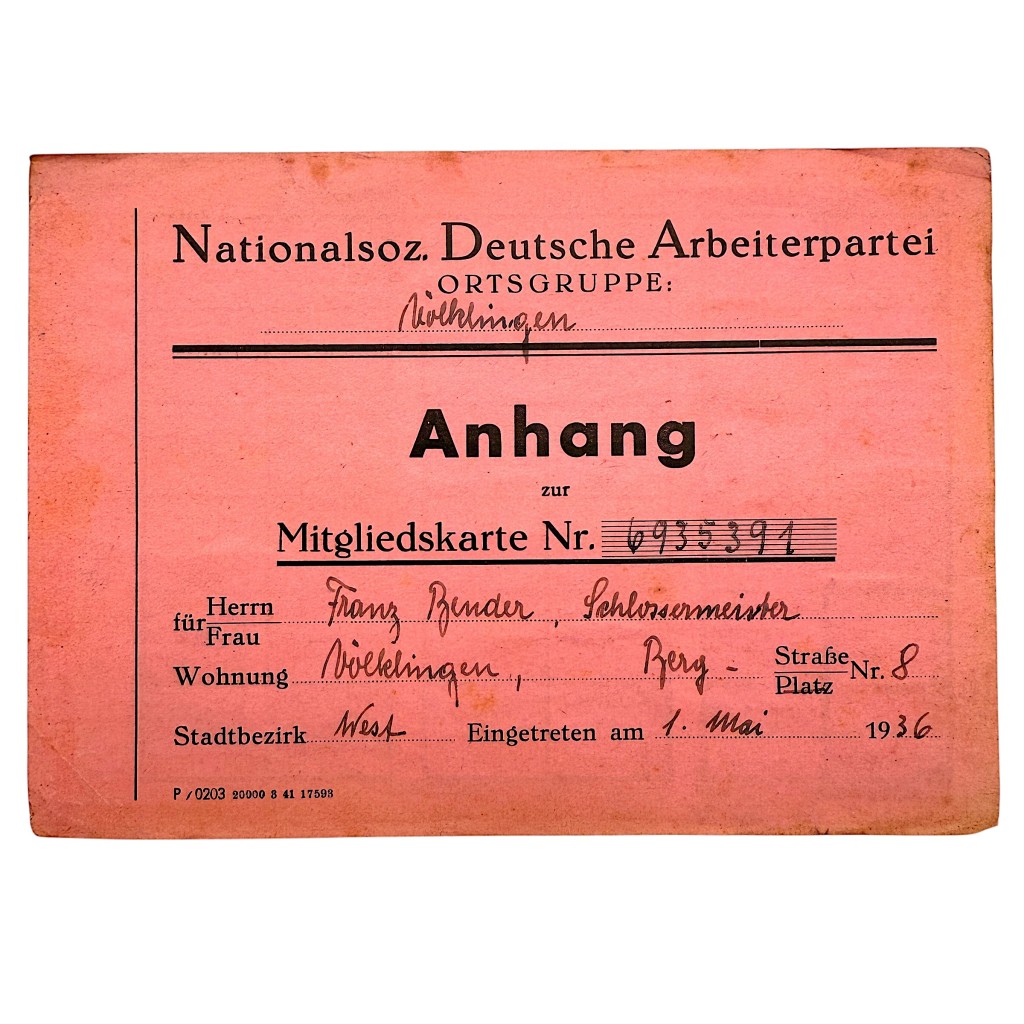 Nationalsoz. Deutsche Arbeiterpartei
ORTSGRUPPE:
Völklingen
Anhang
zur
Mitgliedskarte Nr. 6935391
für Herrn Franz Bender, Schlossermeister
Frau
Wohnung Völklingen, Berg - Straße Nr. 8
Platz
Stadtbezirk West Eingetreten am 1. Mai 1936
P / 0203 20000 3 41 17593